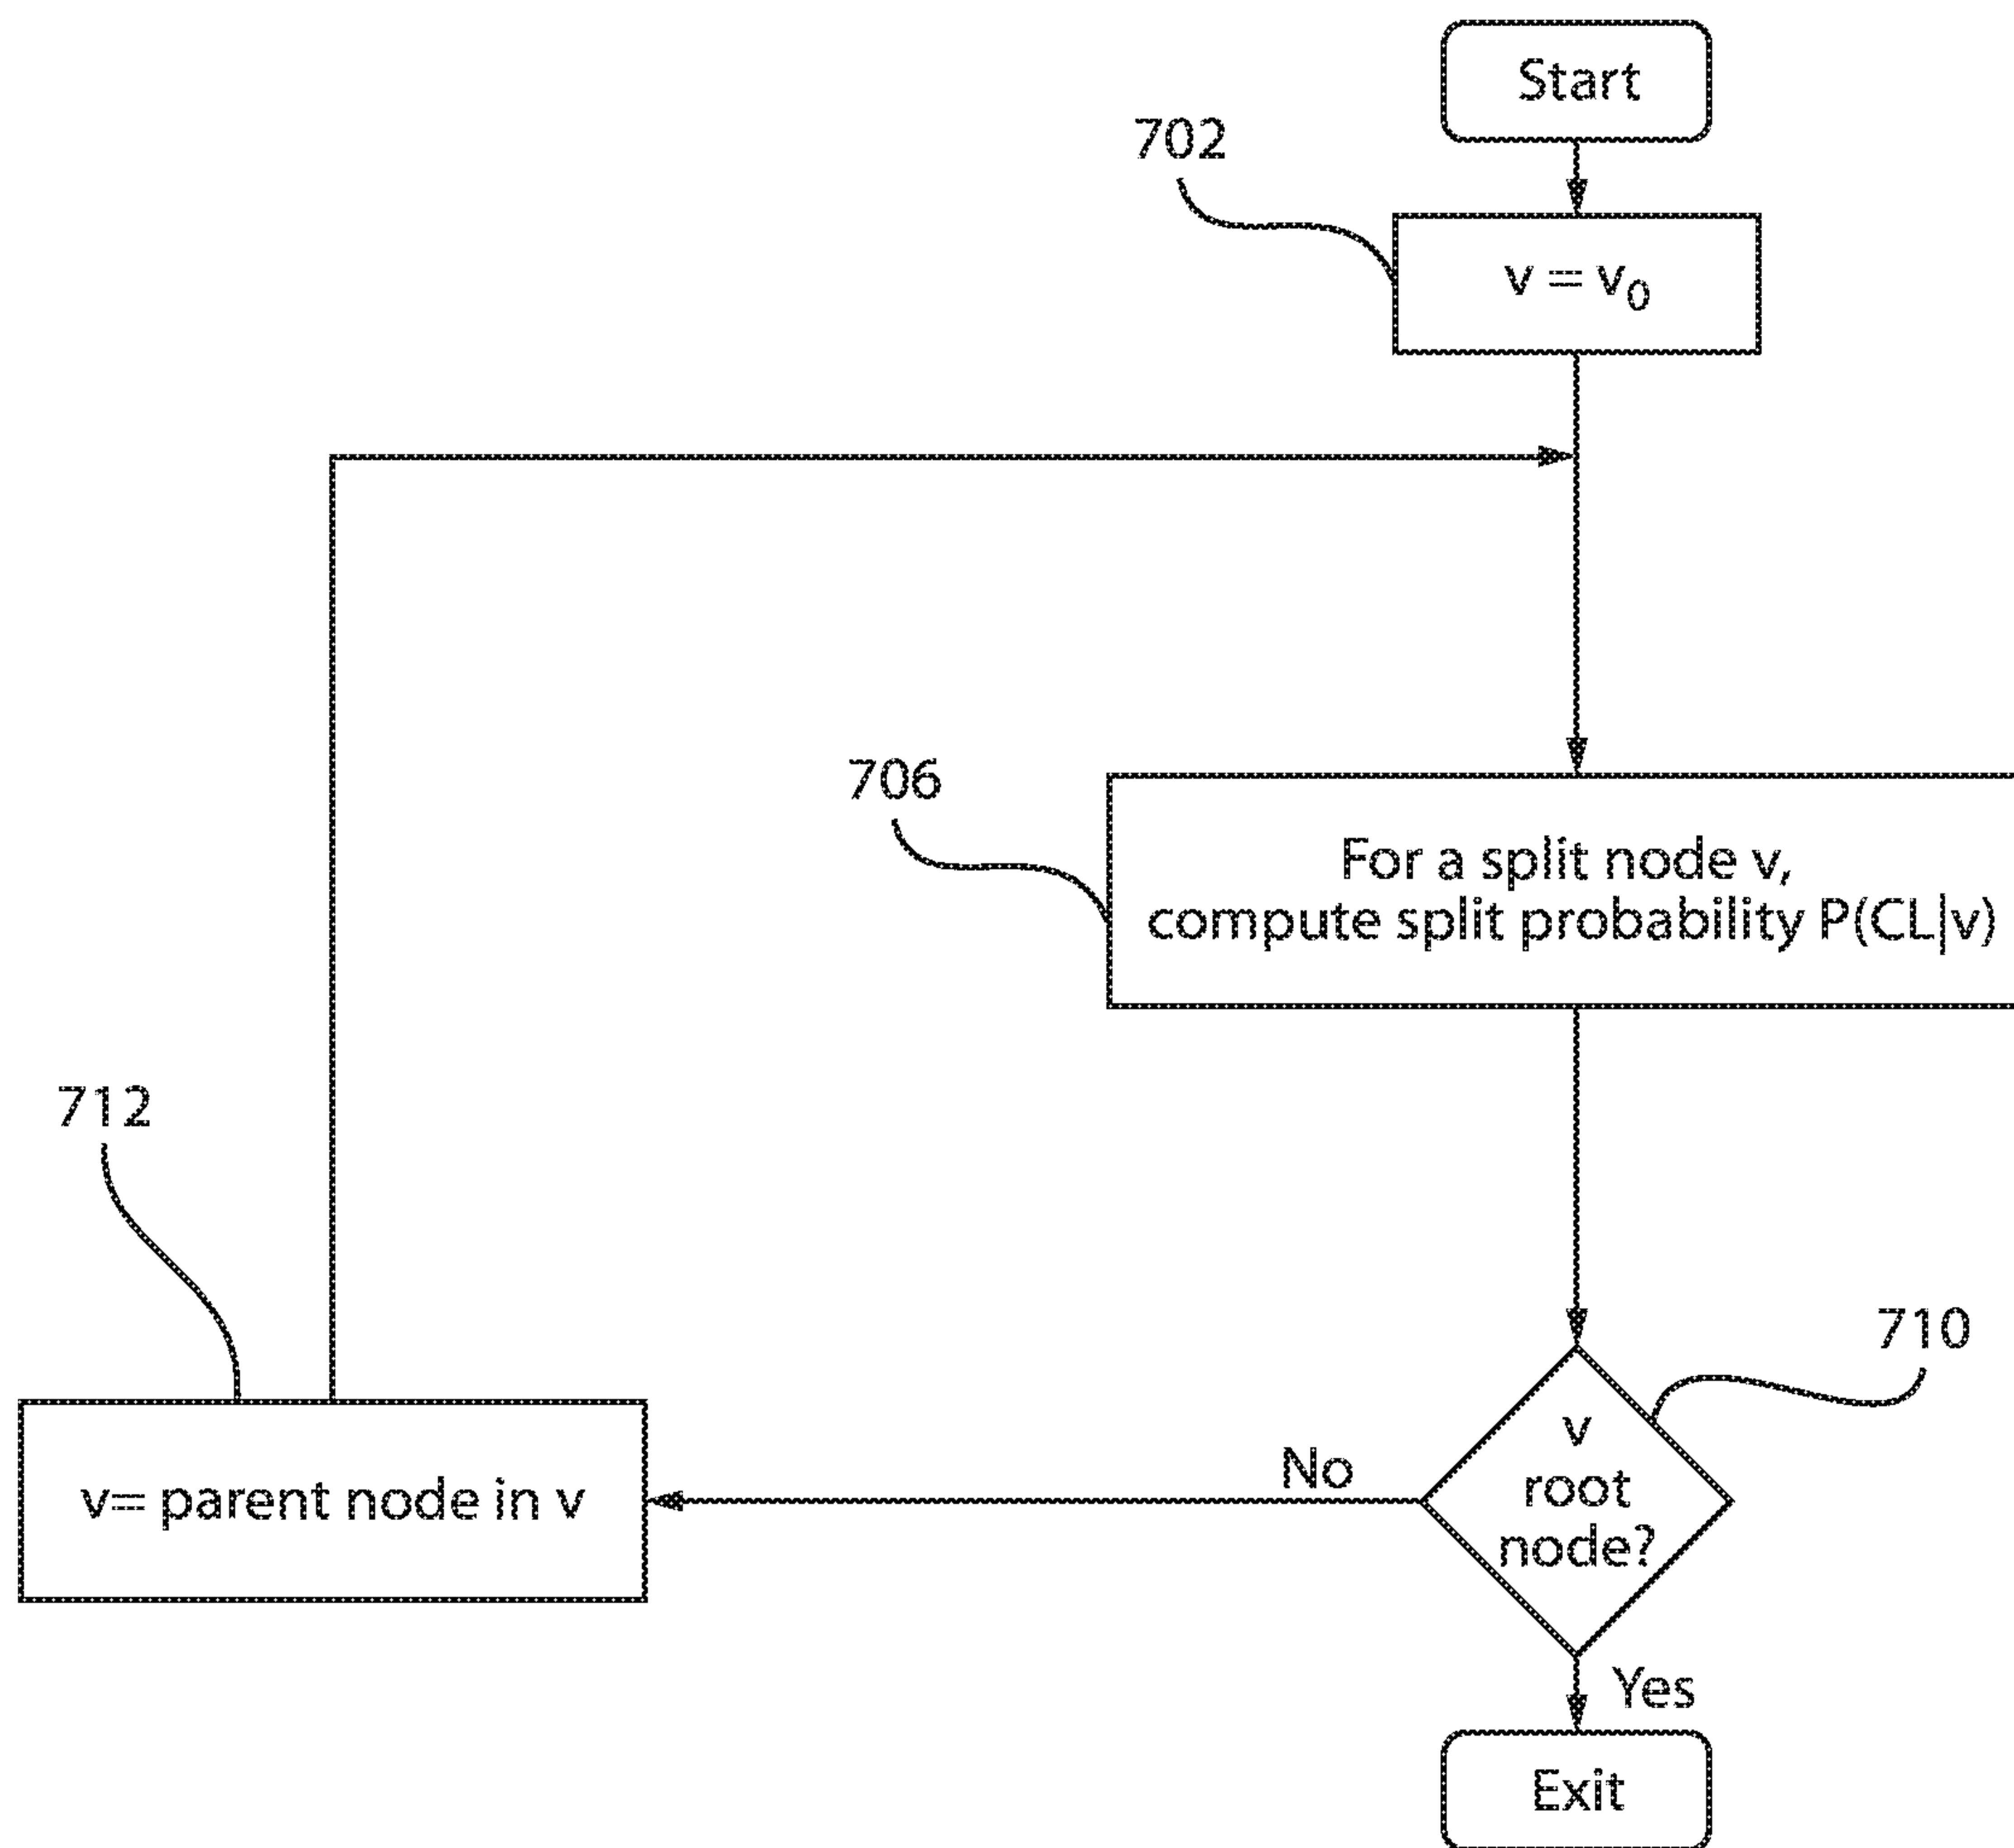 Start
702
v = v₀
706
For a split node v,
compute split probability P(CL|v)
712
710
v
root
node?
No
v= parent node in v
Yes
Exit